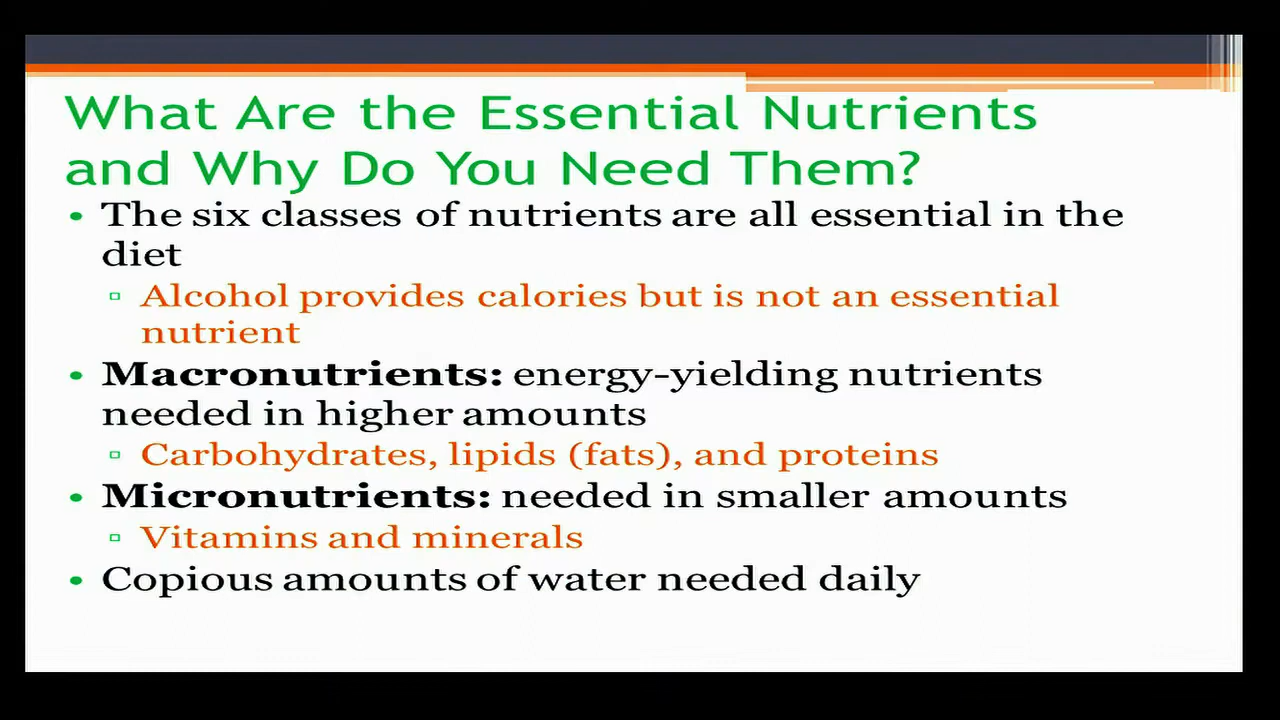 What Are the Essential Nutrients
and Why Do You Need Them?
• The six classes of nutrients are all essential in the
diet
▫ Alcohol provides calories but is not an essential
nutrient
• Macronutrients: energy-yielding nutrients
needed in higher amounts
▫ Carbohydrates, lipids (fats), and proteins
• Micronutrients: needed in smaller amounts
▫ Vitamins and minerals
• Copious amounts of water needed daily